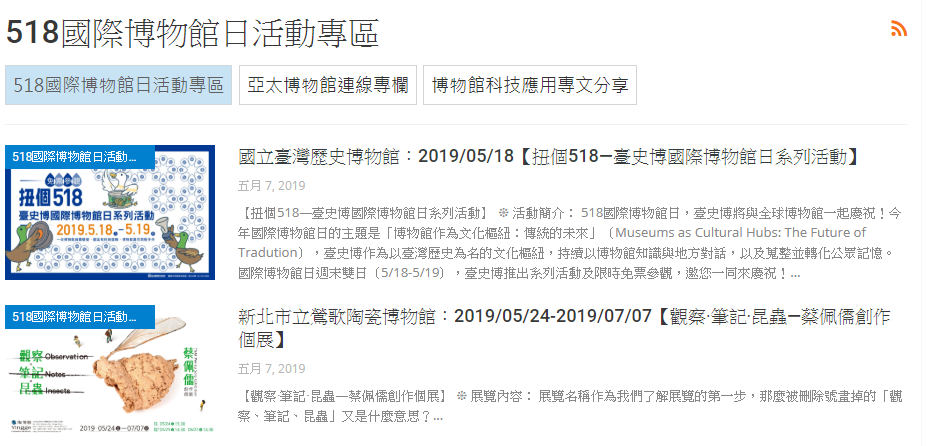 518國際博物館日活動專區
518國際博物館日活動專區
亞太博物館連線專欄
博物館科技應用專文分享
518國際博物館日活動...
免票參觀
扭個518
臺史博國際博物館日系列活動
2019.5.18.-5.19.
國立臺灣歷史博物館：2019/05/18【扭個518—臺史博國際博物館日系列活動】
五月 7, 2019
【扭個518—臺史博國際博物館日系列活動】 ※ 活動簡介： 518國際博物館日，臺史博將與全球博物館一起慶祝！今
年國際博物館日的主題是「博物館作為文化樞紐：傳統的未來」〔Museums as Cultural Hubs: The Future of
Tradution〕，臺史博作為以臺灣歷史為名的文化樞紐，持續以博物館知識與地方對話，以及蒐整並轉化公眾記憶。
國際博物館日週末雙日〔5/18-5/19〕，臺史博推出系列活動及限時免票參觀，邀您一同來慶祝！...
518國際博物館日活動...
觀察 Observation
筆記 Notes
昆蟲 Insects
蔡佩儒
創作個展
Yingge
2019 05/24—07/07
新北市立鶯歌陶瓷博物館：2019/05/24-2019/07/07【觀察·筆記·昆蟲—蔡佩儒創作
個展】
五月 7, 2019
【觀察·筆記·昆蟲—蔡佩儒創作個展】 ※ 展覽內容： 展覽名稱作為我們了解展覽的第一步，那麼被刪除號畫掉的「觀
察、筆記、昆蟲」又是什麼意思？...